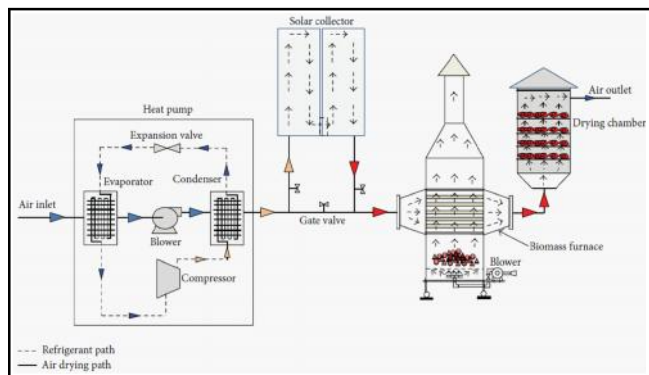 Solar collector
Heat pump
Expansion valve
Evaporator
Condenser
Air inlet
Blower
Compressor
Gate valve
Air outlet
Drying chamber
Biomass furnace
Blower
Refrigerant path
Air drying path